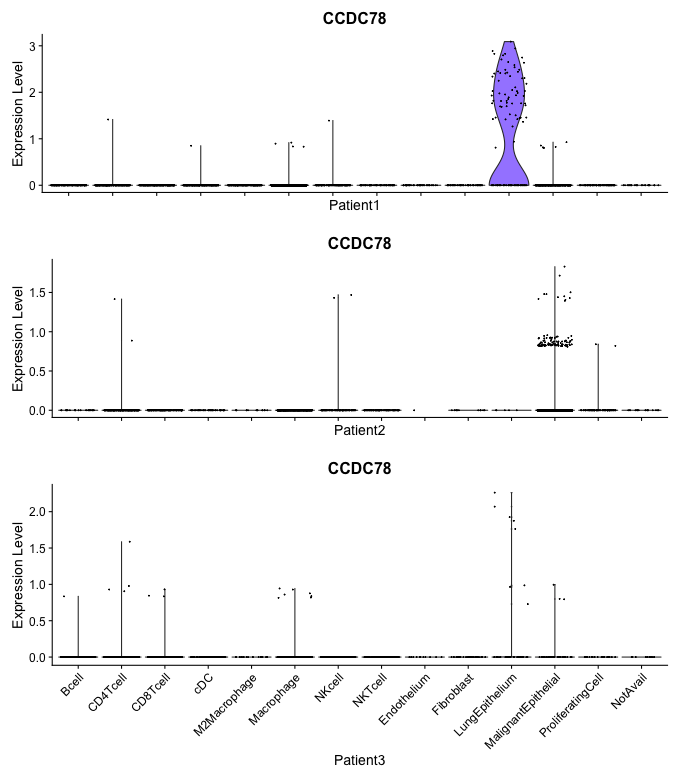 CCDC78
Expression Level
3
2
1
0
Patient1
CCDC78
Expression Level
1.5
1.0
0.5
0.0
Patient2
CCDC78
Expression Level
2.0
1.5
1.0
0.5
0.0
Bcell
CD4Tcell
CD8Tcell
cDC
M2Macrophage
Macrophage
NKcell
NKTcell
Endothelium
Fibroblast
LungEpithelium
MalignantEpithelial
ProliferatingCell
NotAvail
Patient3